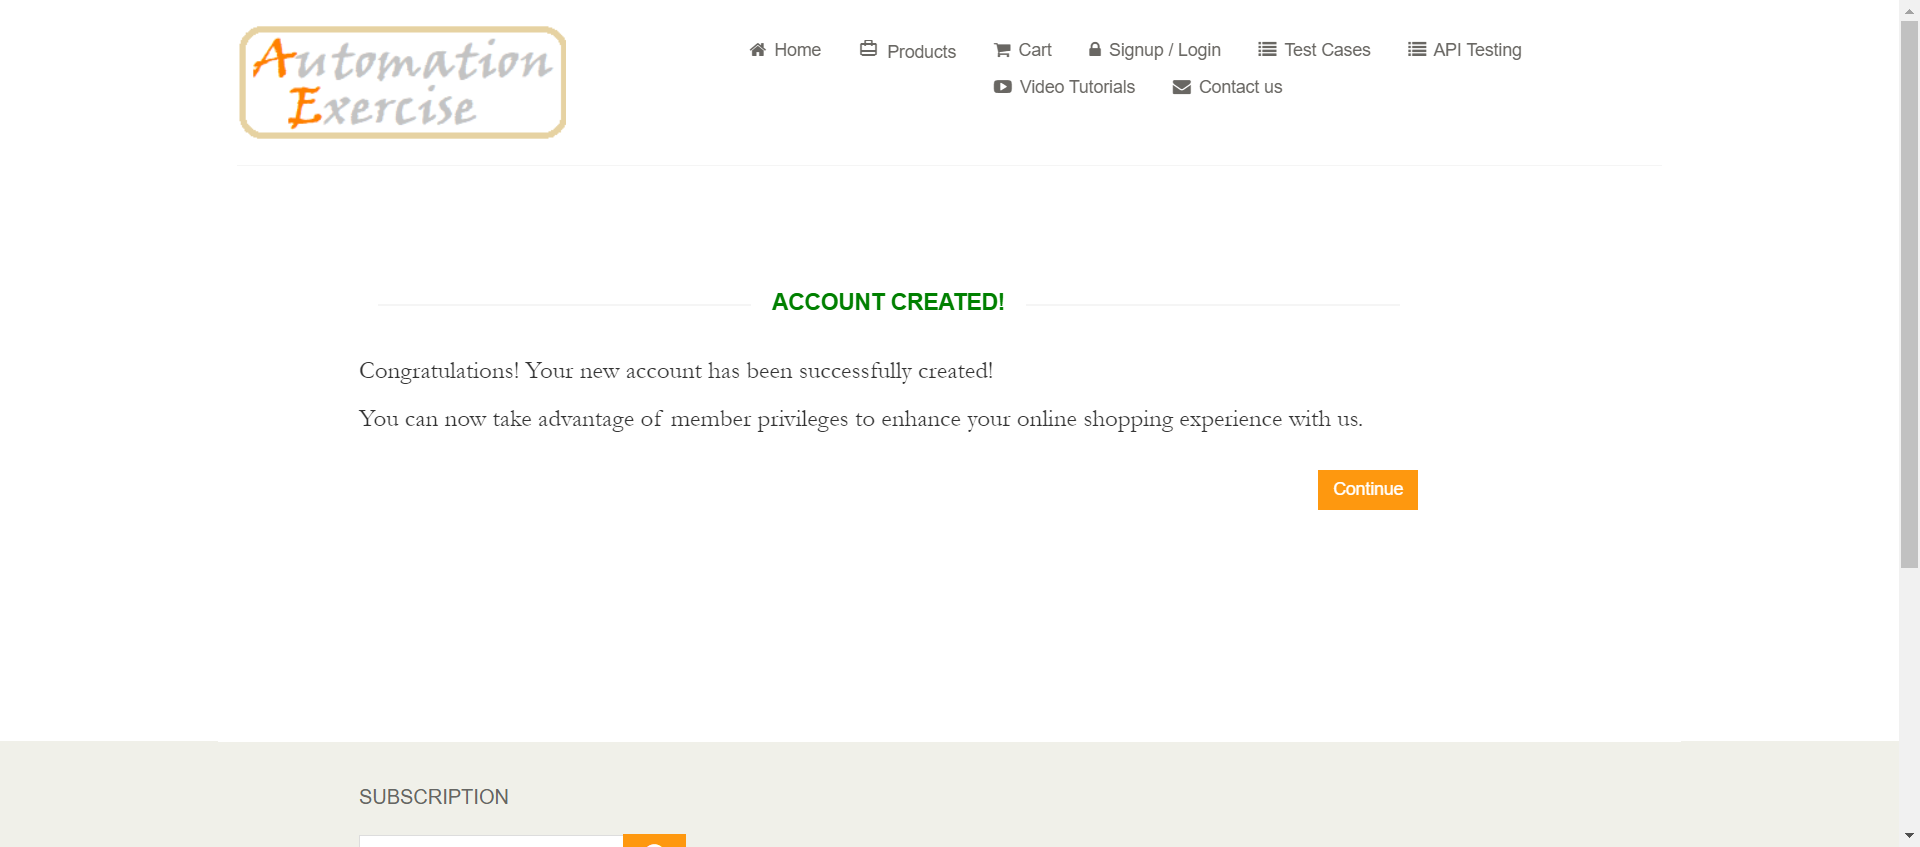 Automation
Exercise
Home
Products
Cart
Signup / Login
Test Cases
API Testing
Video Tutorials
Contact us
ACCOUNT CREATED!
Congratulations! Your new account has been successfully created!
You can now take advantage of member privileges to enhance your online shopping experience with us.
Continue
SUBSCRIPTION